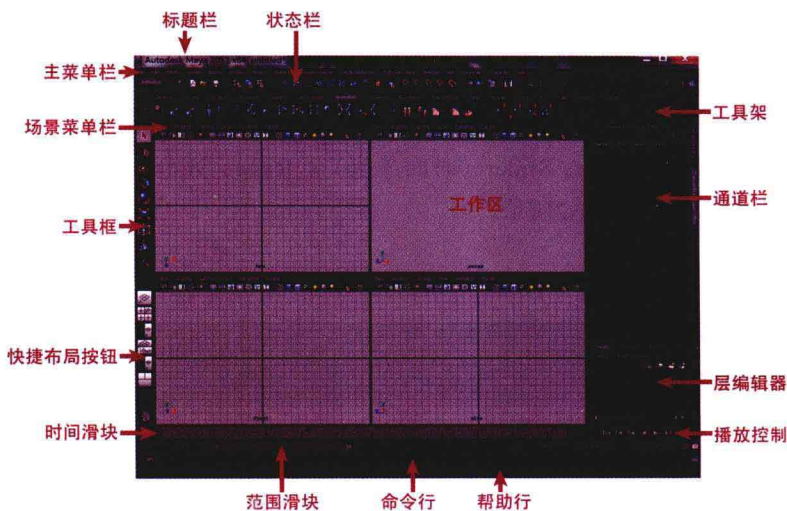 标题栏
状态栏
主菜单栏
Autodesk Maya
场景菜单栏
工具架
工作区
通道栏
工具框
快捷布局按钮
层编辑器
时间滑块
播放控制
范围滑块
命令行
帮助行